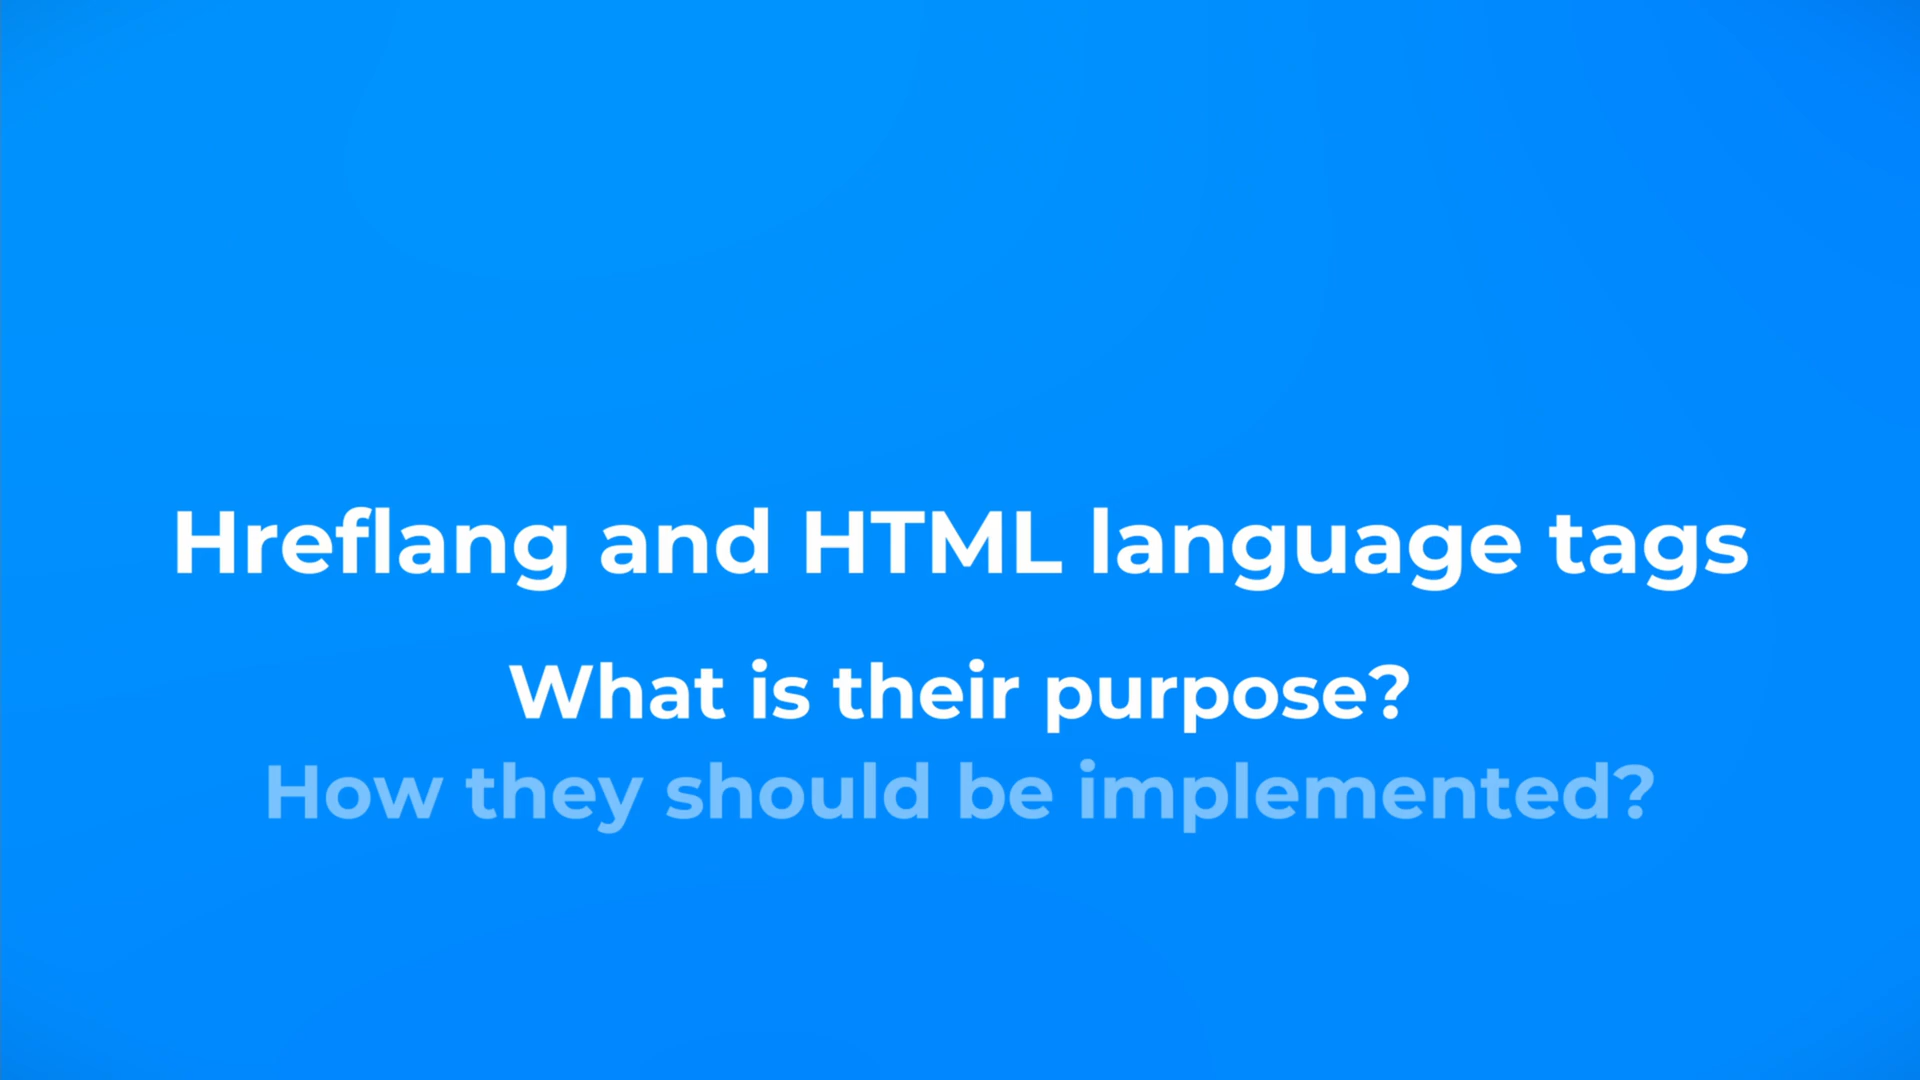 Hreflang and HTML language tags
What is their purpose?
How they should be implemented?